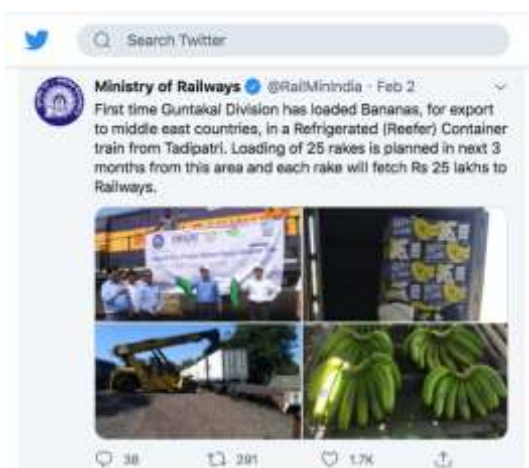 Search Twitter
Ministry of Railways @RailMinIndia - Feb 2
First time Guntakal Division has loaded Bananas, for export
to middle east countries, in a Refrigerated (Reefer) Container
train from Tadipatri. Loading of 25 rakes is planned in next 3
months from this area and each rake will fetch Rs 25 lakhs to
Railways.
38 291 1.7K